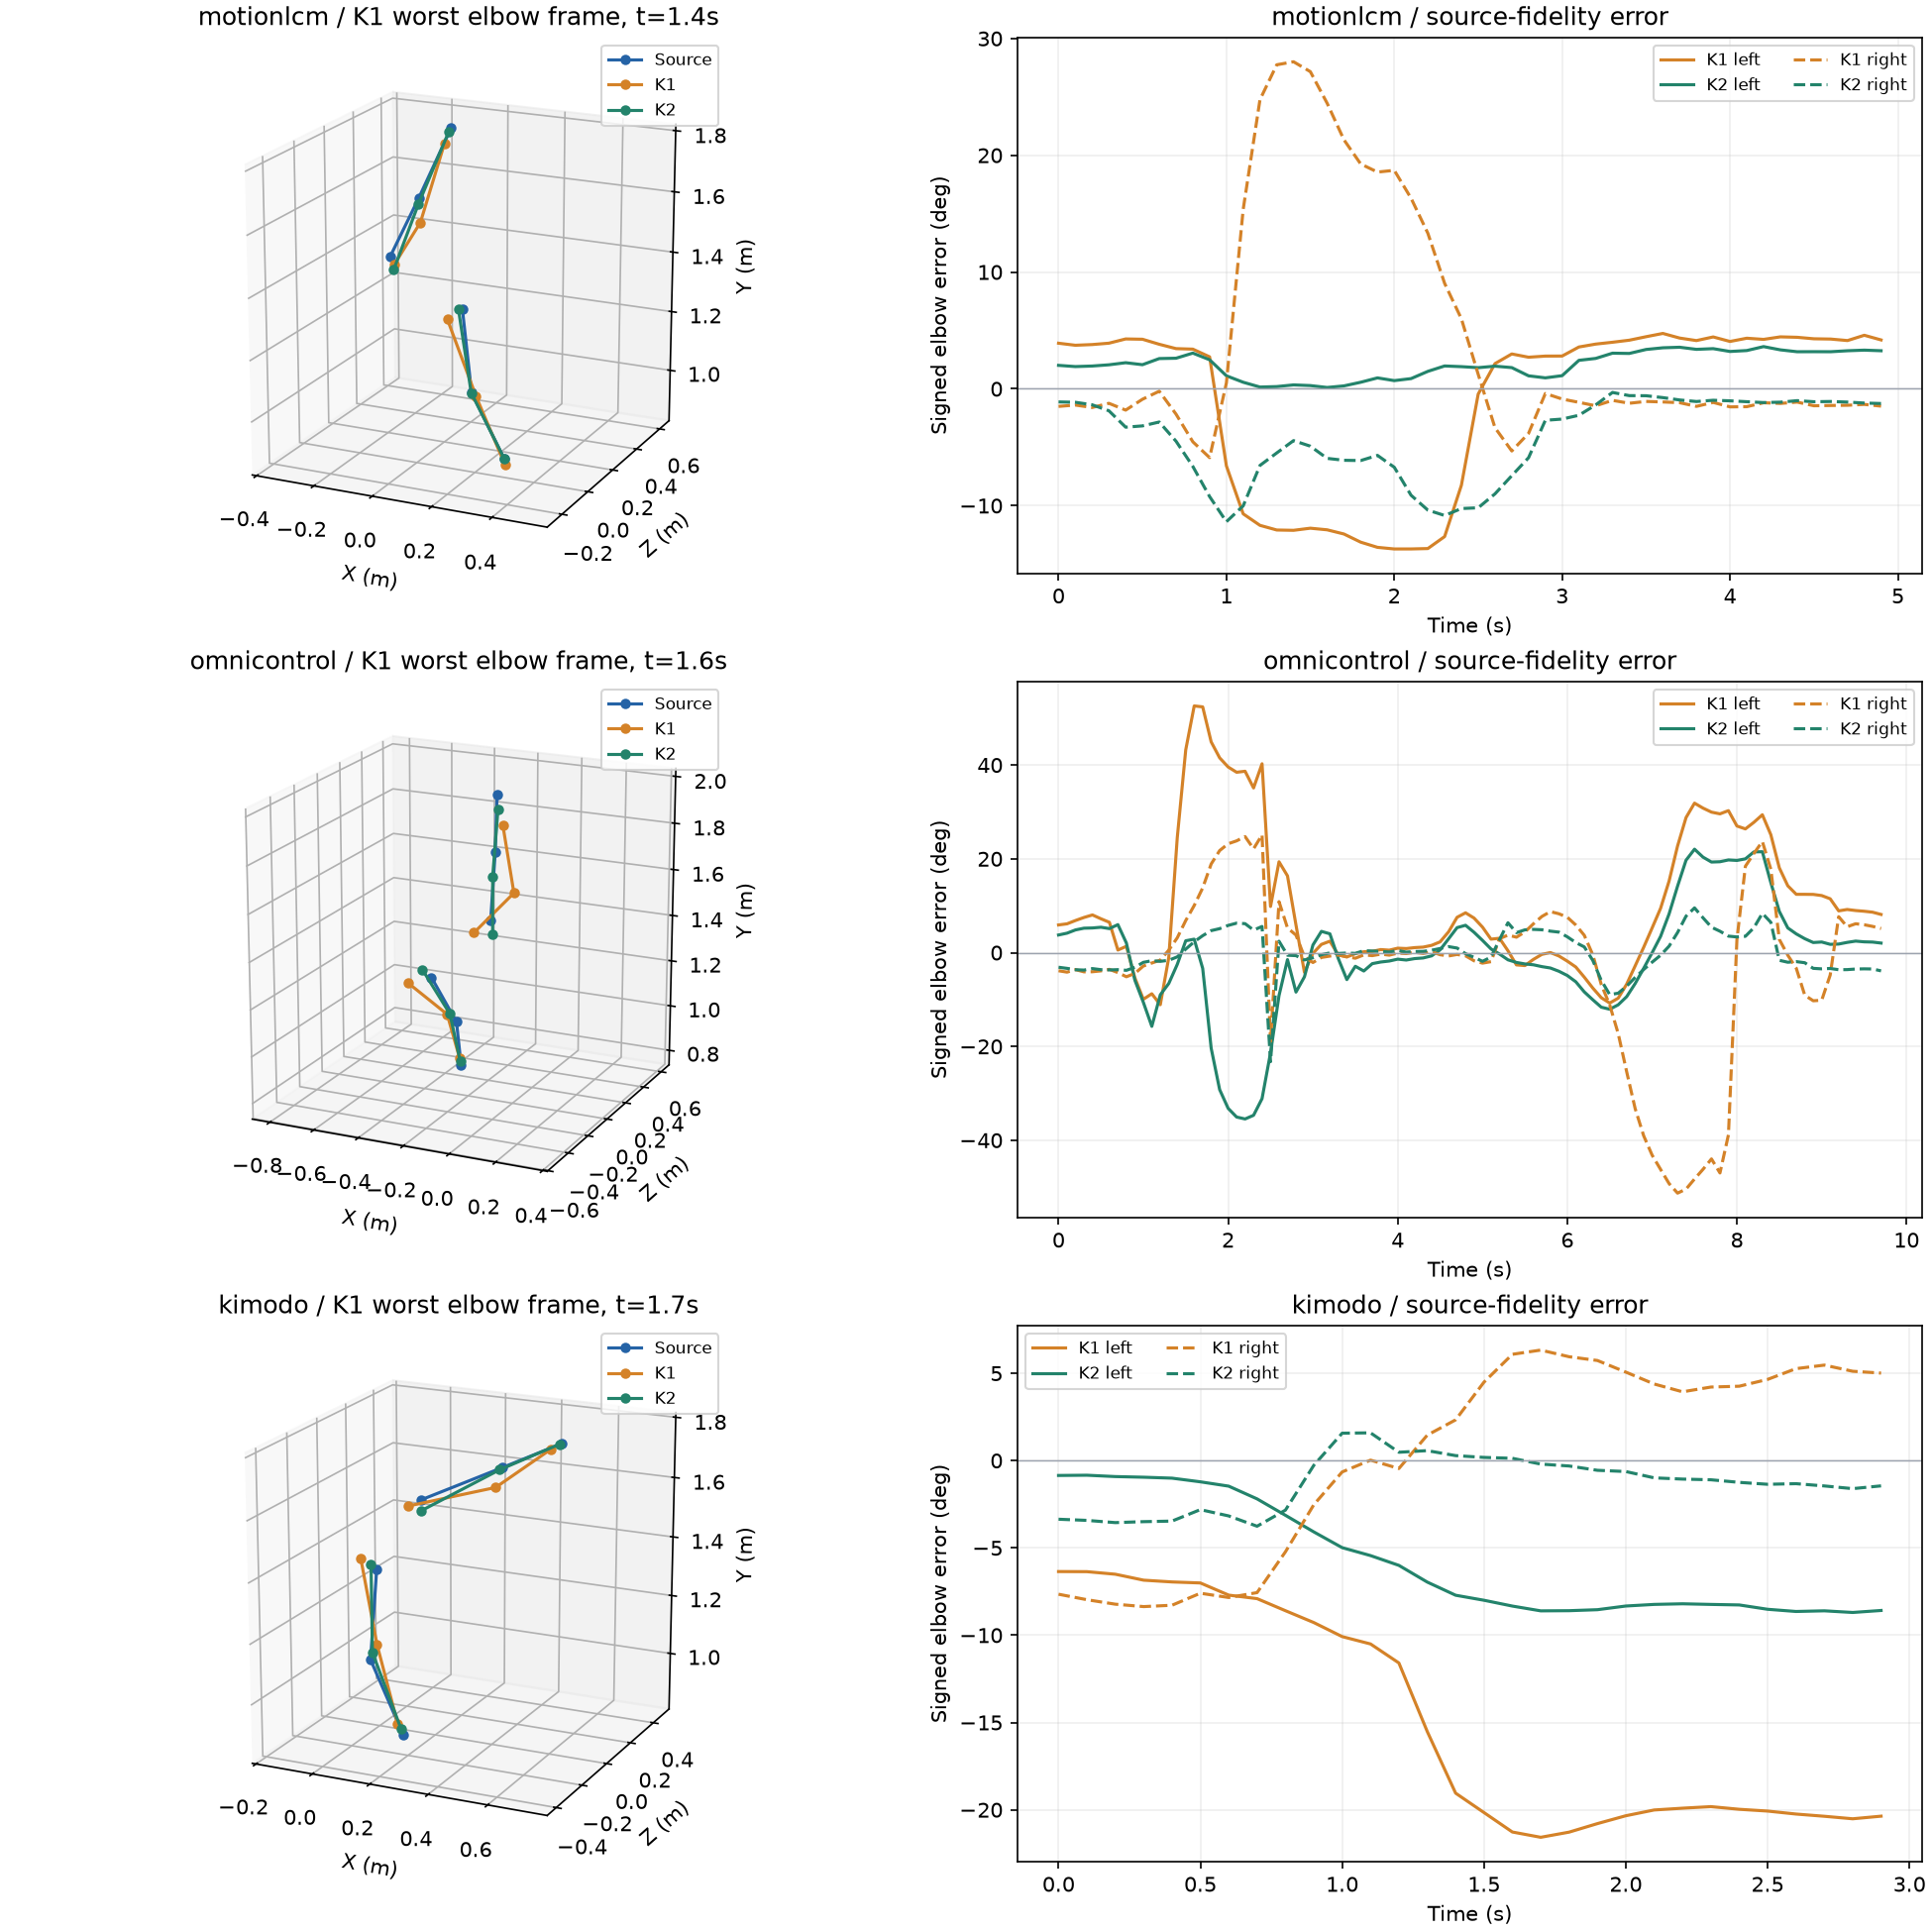 motionlcm / K1 worst elbow frame, t=1.4s
Source
K1
K2
1.8
1.6
1.4
1.2
1.0
Y (m)
0.6
0.4
0.2
0.0
−0.2
Z (m)
−0.4
−0.2
0.0
0.2
0.4
X (m)
motionlcm / source-fidelity error
K1 left
K2 left
K1 right
K2 right
30
20
10
0
−10
Signed elbow error (deg)
0
1
2
3
4
5
Time (s)
omnicontrol / K1 worst elbow frame, t=1.6s
Source
K1
K2
2.0
1.8
1.6
1.4
1.2
1.0
0.8
Y (m)
0.6
0.4
0.2
0.0
−0.2
−0.4
−0.6
Z (m)
−0.8
−0.6
−0.4
−0.2
0.0
0.2
0.4
X (m)
omnicontrol / source-fidelity error
K1 left
K2 left
K1 right
K2 right
40
20
0
−20
−40
Signed elbow error (deg)
0
2
4
6
8
10
Time (s)
kimodo / K1 worst elbow frame, t=1.7s
Source
K1
K2
1.8
1.6
1.4
1.2
1.0
Y (m)
0.4
0.2
0.0
−0.2
−0.4
Z (m)
−0.2
0.0
0.2
0.4
0.6
X (m)
kimodo / source-fidelity error
K1 left
K2 left
K1 right
K2 right
5
0
−5
−10
−15
−20
Signed elbow error (deg)
0.0
0.5
1.0
1.5
2.0
2.5
3.0
Time (s)